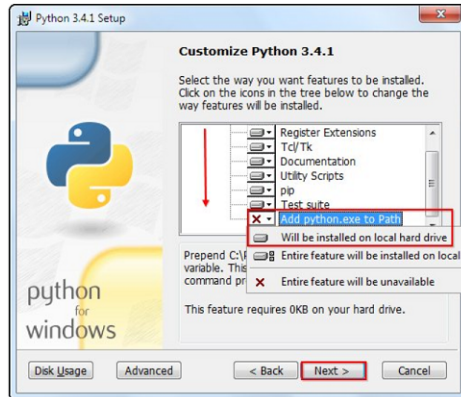 Python 3.4.1 Setup
Customize Python 3.4.1
Select the way you want features to be installed.
Click on the icons in the tree below to change the
way features will be installed.
Register Extensions
Tcl/Tk
Documentation
Utility Scripts
pip
Test suite
Add python.exe to Path
Will be installed on local hard drive
Prepend C:\
Entire feature will be installed on local
variable. This
command pr
Entire feature will be unavailable
This feature requires 0KB on your hard drive.
python
for
windows
Disk Usage
Advanced
< Back
Next >
Cancel